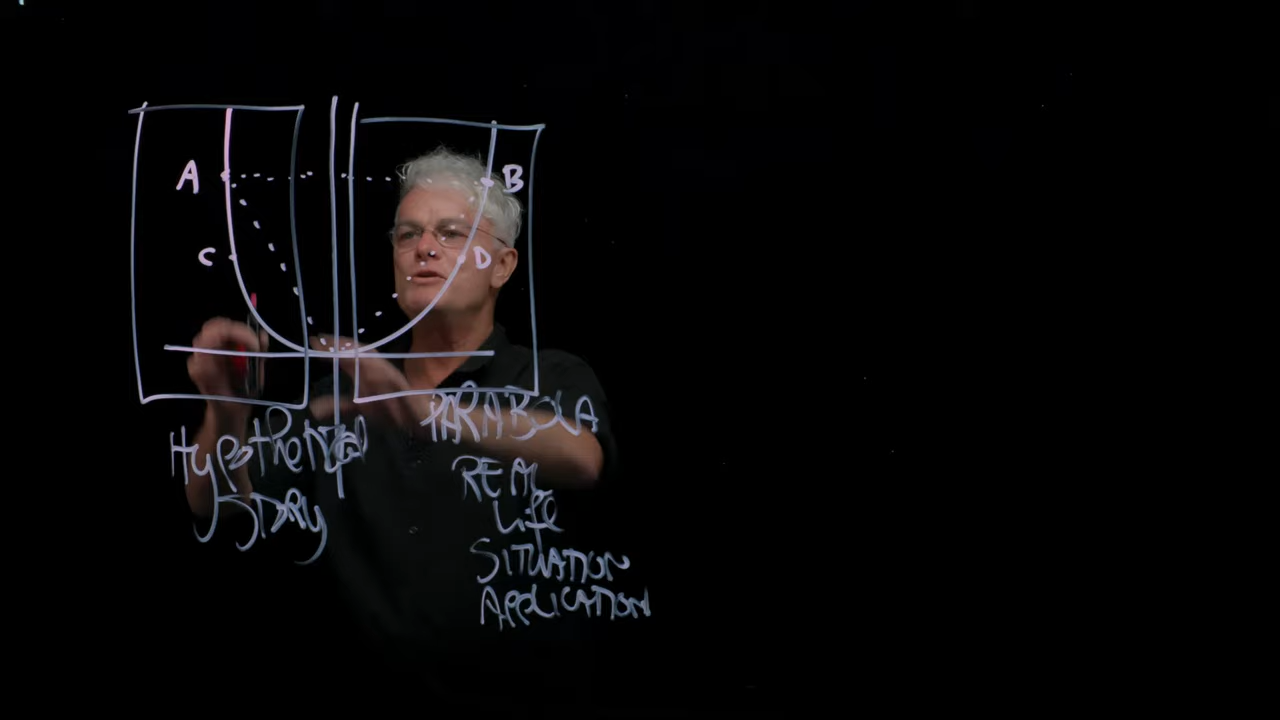 A
B
C
D
Hypothetical
STORY
PARABOLA
REAL
Life
SITUATION
APPLICATION